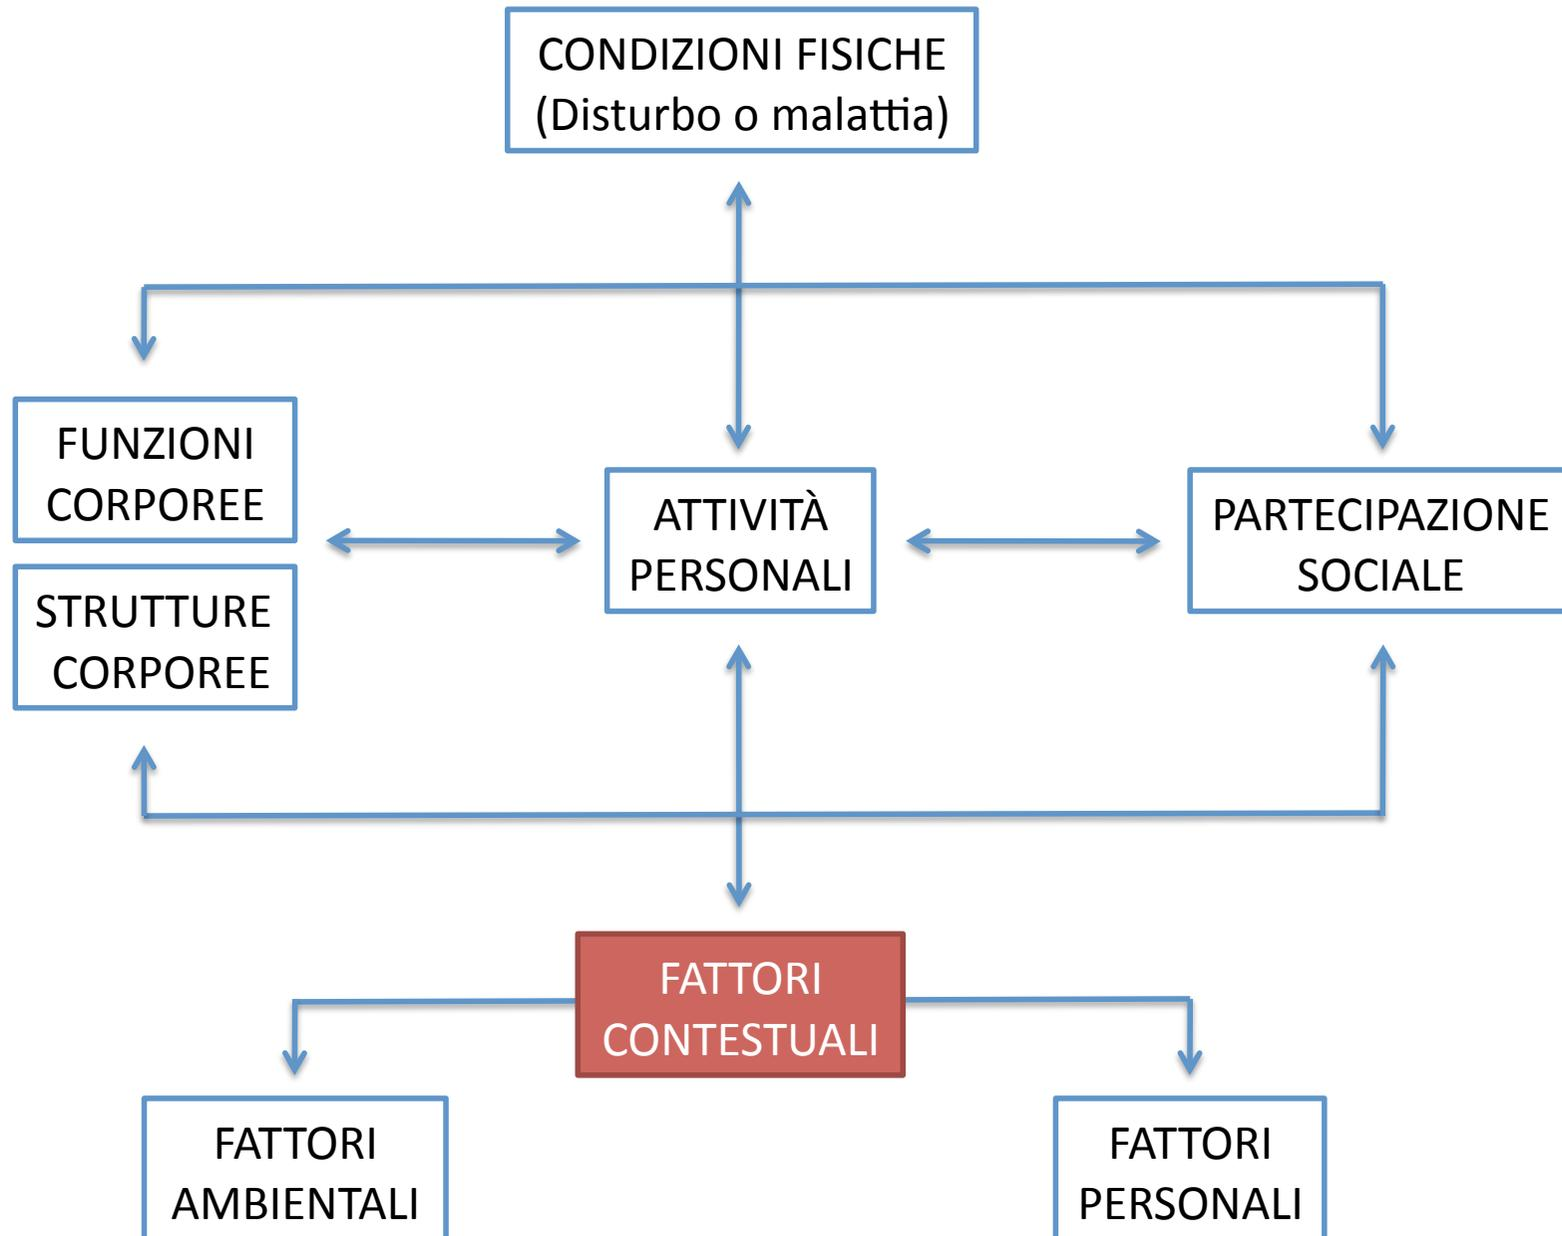 CONDIZIONI FISICHE
(Disturbo o malattia)
FUNZIONI
CORPOREE
STRUTTURE
CORPOREE
ATTIVITÀ
PERSONALI
PARTECIPAZIONE
SOCIALE
FATTORI
CONTESTUALI
FATTORI
AMBIENTALI
FATTORI
PERSONALI